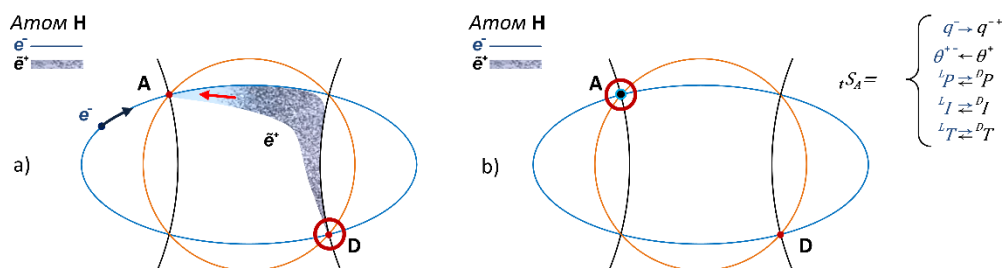 Атом H
e⁻
ẽ⁺
A
e⁻
ẽ⁺
D
a)
Атом H
e⁻
ẽ⁺
A
D
b)
ₜS_A =
q⁻ → q⁻⁺
θ⁺⁻ ← θ⁺
ᴸP ⇄ ᴰP
ᴸI ⇄ ᴰI
ᴸT ⇄ ᴰT